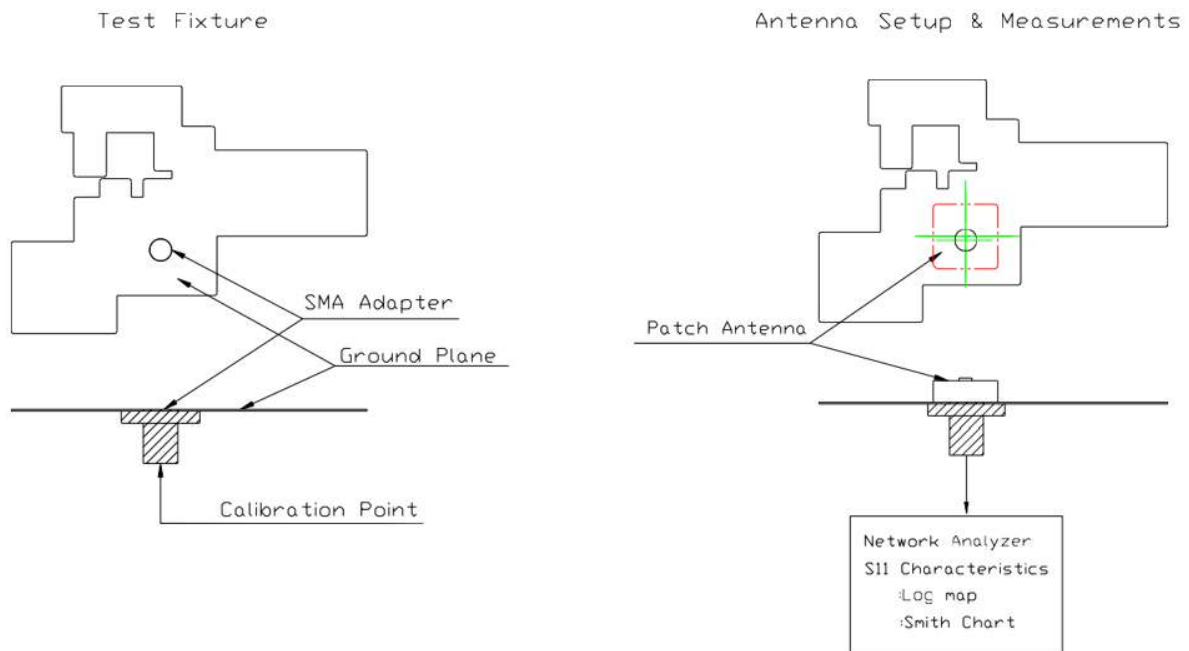 Test Fixture
Antenna Setup & Measurements
SMA Adapter
Ground Plane
Calibration Point
Patch Antenna
Network Analyzer
S11 Characteristics
:Log map
:Smith Chart